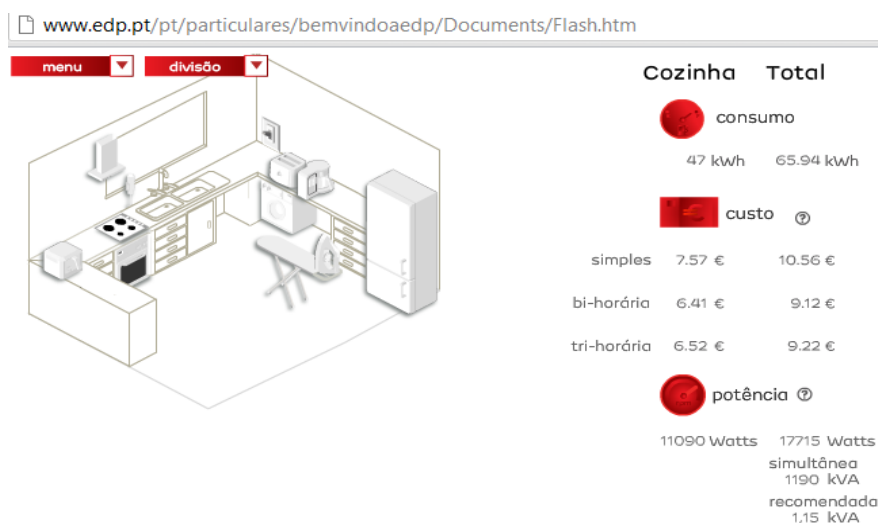 www.edp.pt/pt/particulares/bemvindoaedp/Documents/Flash.htm
menu divisão
Cozinha Total
consumo
47 kWh 65.94 kWh
custo ?
simples 7.57 € 10.56 €
bi-horária 6.41 € 9.12 €
tri-horária 6.52 € 9.22 €
potência ?
11090 Watts 17715 Watts
simultânea
1190 kVA
recomendada
1,15 kVA